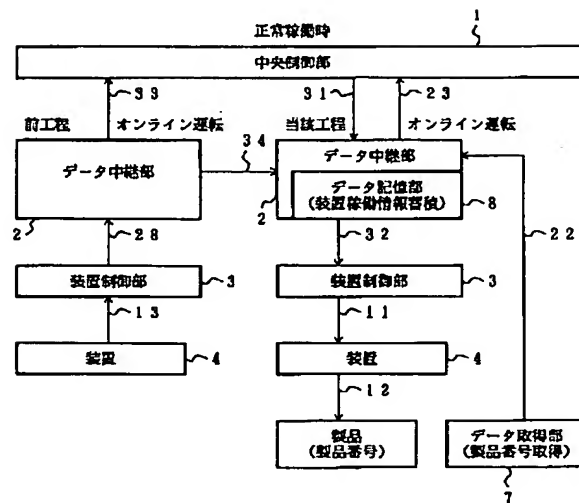 正常稼働時
1
中央制御部
33
31
23
前工程
オンライン運転
当該工程
オンライン運転
34
データ中継部
データ中継部
データ記憶部
(装置稼働情報蓄積)
8
2
2
28
32
22
装置制御部
3
装置制御部
3
13
11
装置
4
装置
4
12
製品
(製品番号)
データ取得部
(製品番号取得)
7